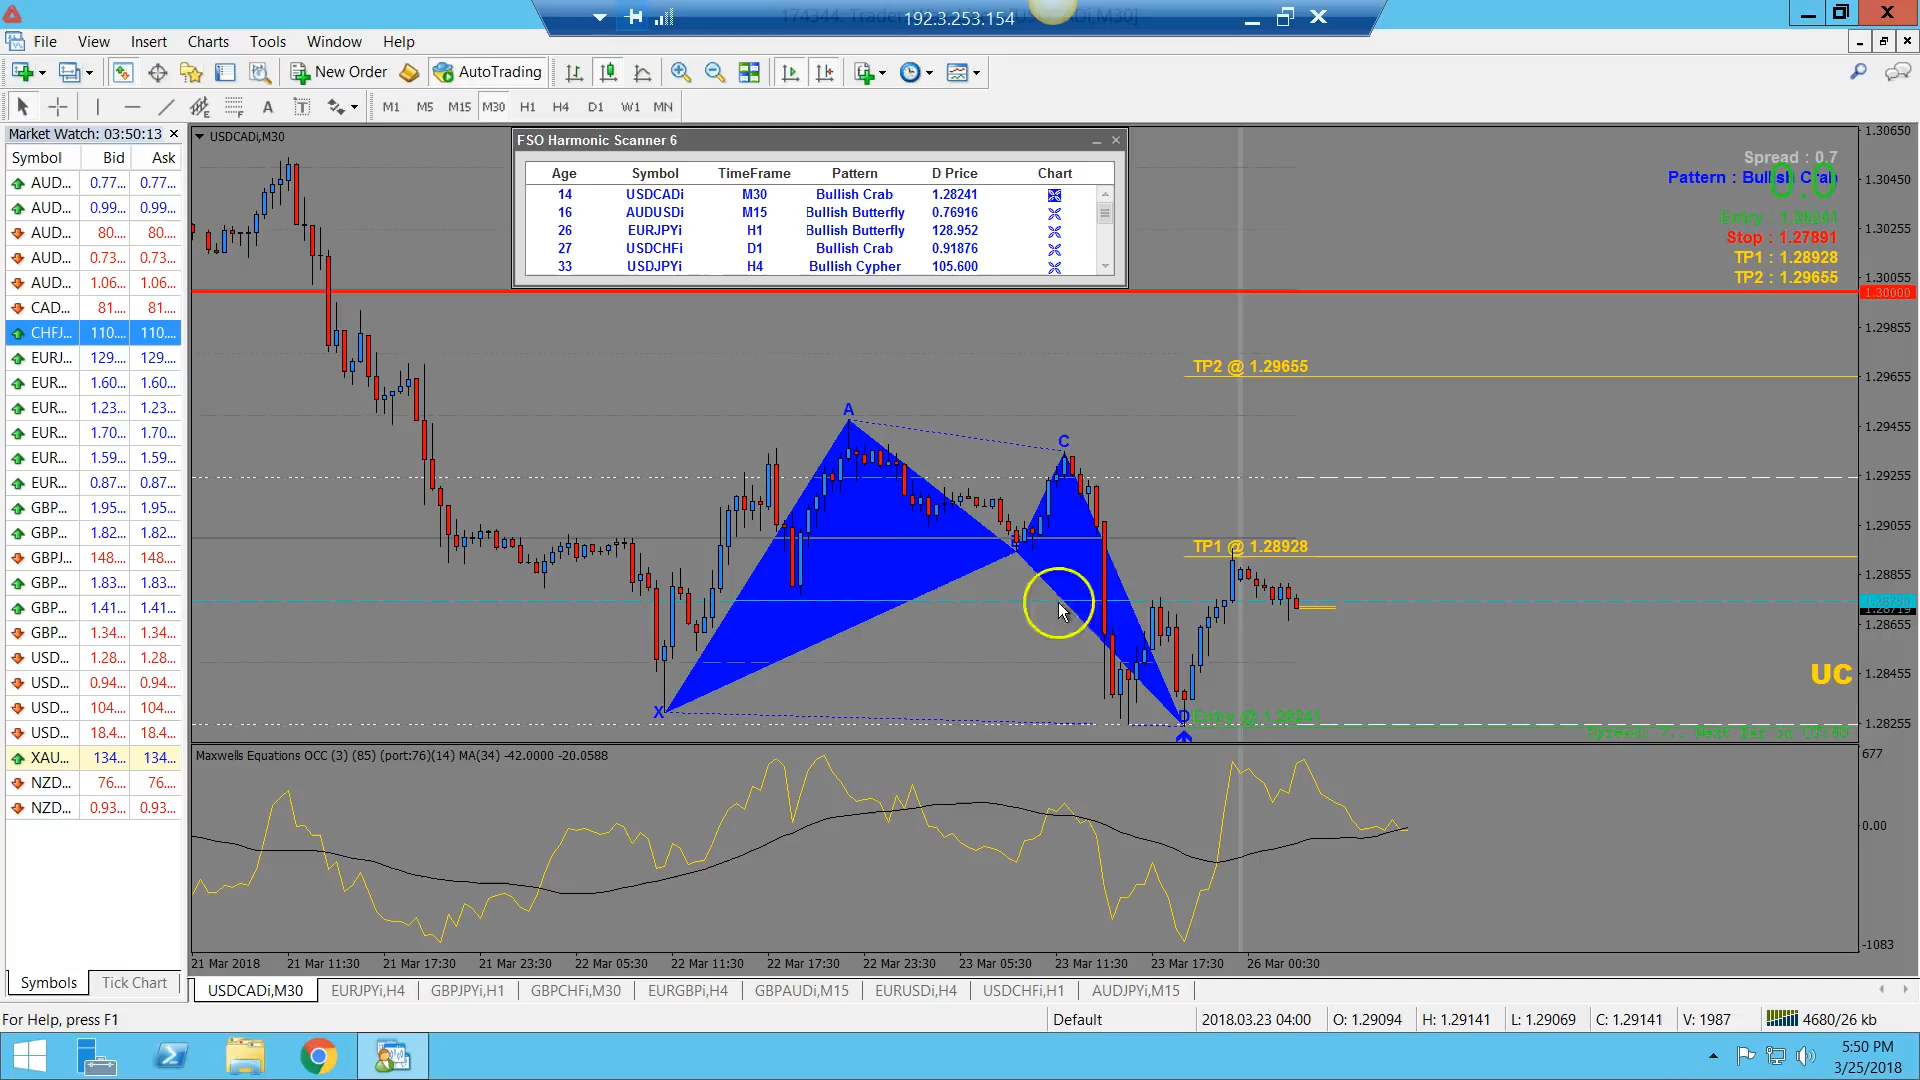 192.3.253.154
File View Insert Charts Tools Window Help
New Order AutoTrading
A T M1 M5 M15 M30 H1 H4 D1 W1 MN
Market Watch: 03:50:13
Symbol Bid Ask
AUD... 0.77... 0.77...
AUD... 0.99... 0.99...
AUD... 80.... 80....
AUD... 0.73... 0.73...
AUD... 1.06... 1.06...
CAD... 81.... 81....
CHFJ... 110.... 110....
EURJ... 129.... 129....
EUR... 1.60... 1.60...
EUR... 1.23... 1.23...
EUR... 1.70... 1.70...
EUR... 1.59... 1.59...
EUR... 0.87... 0.87...
GBP... 1.95... 1.95...
GBP... 1.82... 1.82...
GBPJ... 148.... 148....
GBP... 1.83... 1.83...
GBP... 1.41... 1.41...
GBP... 1.34... 1.34...
USD... 1.28... 1.28...
USD... 0.94... 0.94...
USD... 104.... 104....
USD... 18.4... 18.4...
XAU... 134... 134...
NZD... 76.... 76....
NZD... 0.93... 0.93...
Symbols Tick Chart
USDCADi,M30
FSO Harmonic Scanner 6
Age Symbol TimeFrame Pattern D Price Chart
14 USDCADi M30 Bullish Crab 1.28241
16 AUDUSDi M15 Bullish Butterfly 0.76916
26 EURJPYi H1 Bullish Butterfly 128.952
27 USDCHFi D1 Bullish Crab 0.91876
33 USDJPYi H4 Bullish Cypher 105.600
Spread : 0.7
Pattern : Bullish Crab
0.0
Entry : 1.28241
Stop : 1.27891
TP1 : 1.28928
TP2 : 1.29655
1.30650
1.30450
1.30255
1.30055
1.30000
1.29855
1.29655
1.29455
1.29255
1.29055
1.28855
1.28655
1.28455
1.28255
TP2 @ 1.29655
A
C
TP1 @ 1.28928
X
D
Entry @ 1.28241
UC
Maxwells Equations OCC (3) (85) (port:76)(14) MA(34) -42.0000 -20.0588
677
0.00
-1083
21 Mar 2018 21 Mar 11:30 21 Mar 17:30 21 Mar 23:30 22 Mar 05:30 22 Mar 11:30 22 Mar 17:30 22 Mar 23:30 23 Mar 05:30 23 Mar 11:30 23 Mar 17:30 26 Mar 00:30
USDCADi,M30 EURJPYi,H4 GBPJPYi,H1 GBPCHFi,M30 EURGBPi,H4 GBPAUDi,M15 EURUSDi,H4 USDCHFi,H1 AUDJPYi,M15
For Help, press F1 Default 2018.03.23 04:00 O: 1.29094 H: 1.29141 L: 1.29069 C: 1.29141 V: 1987 4680/26 kb
5:50 PM
3/25/2018